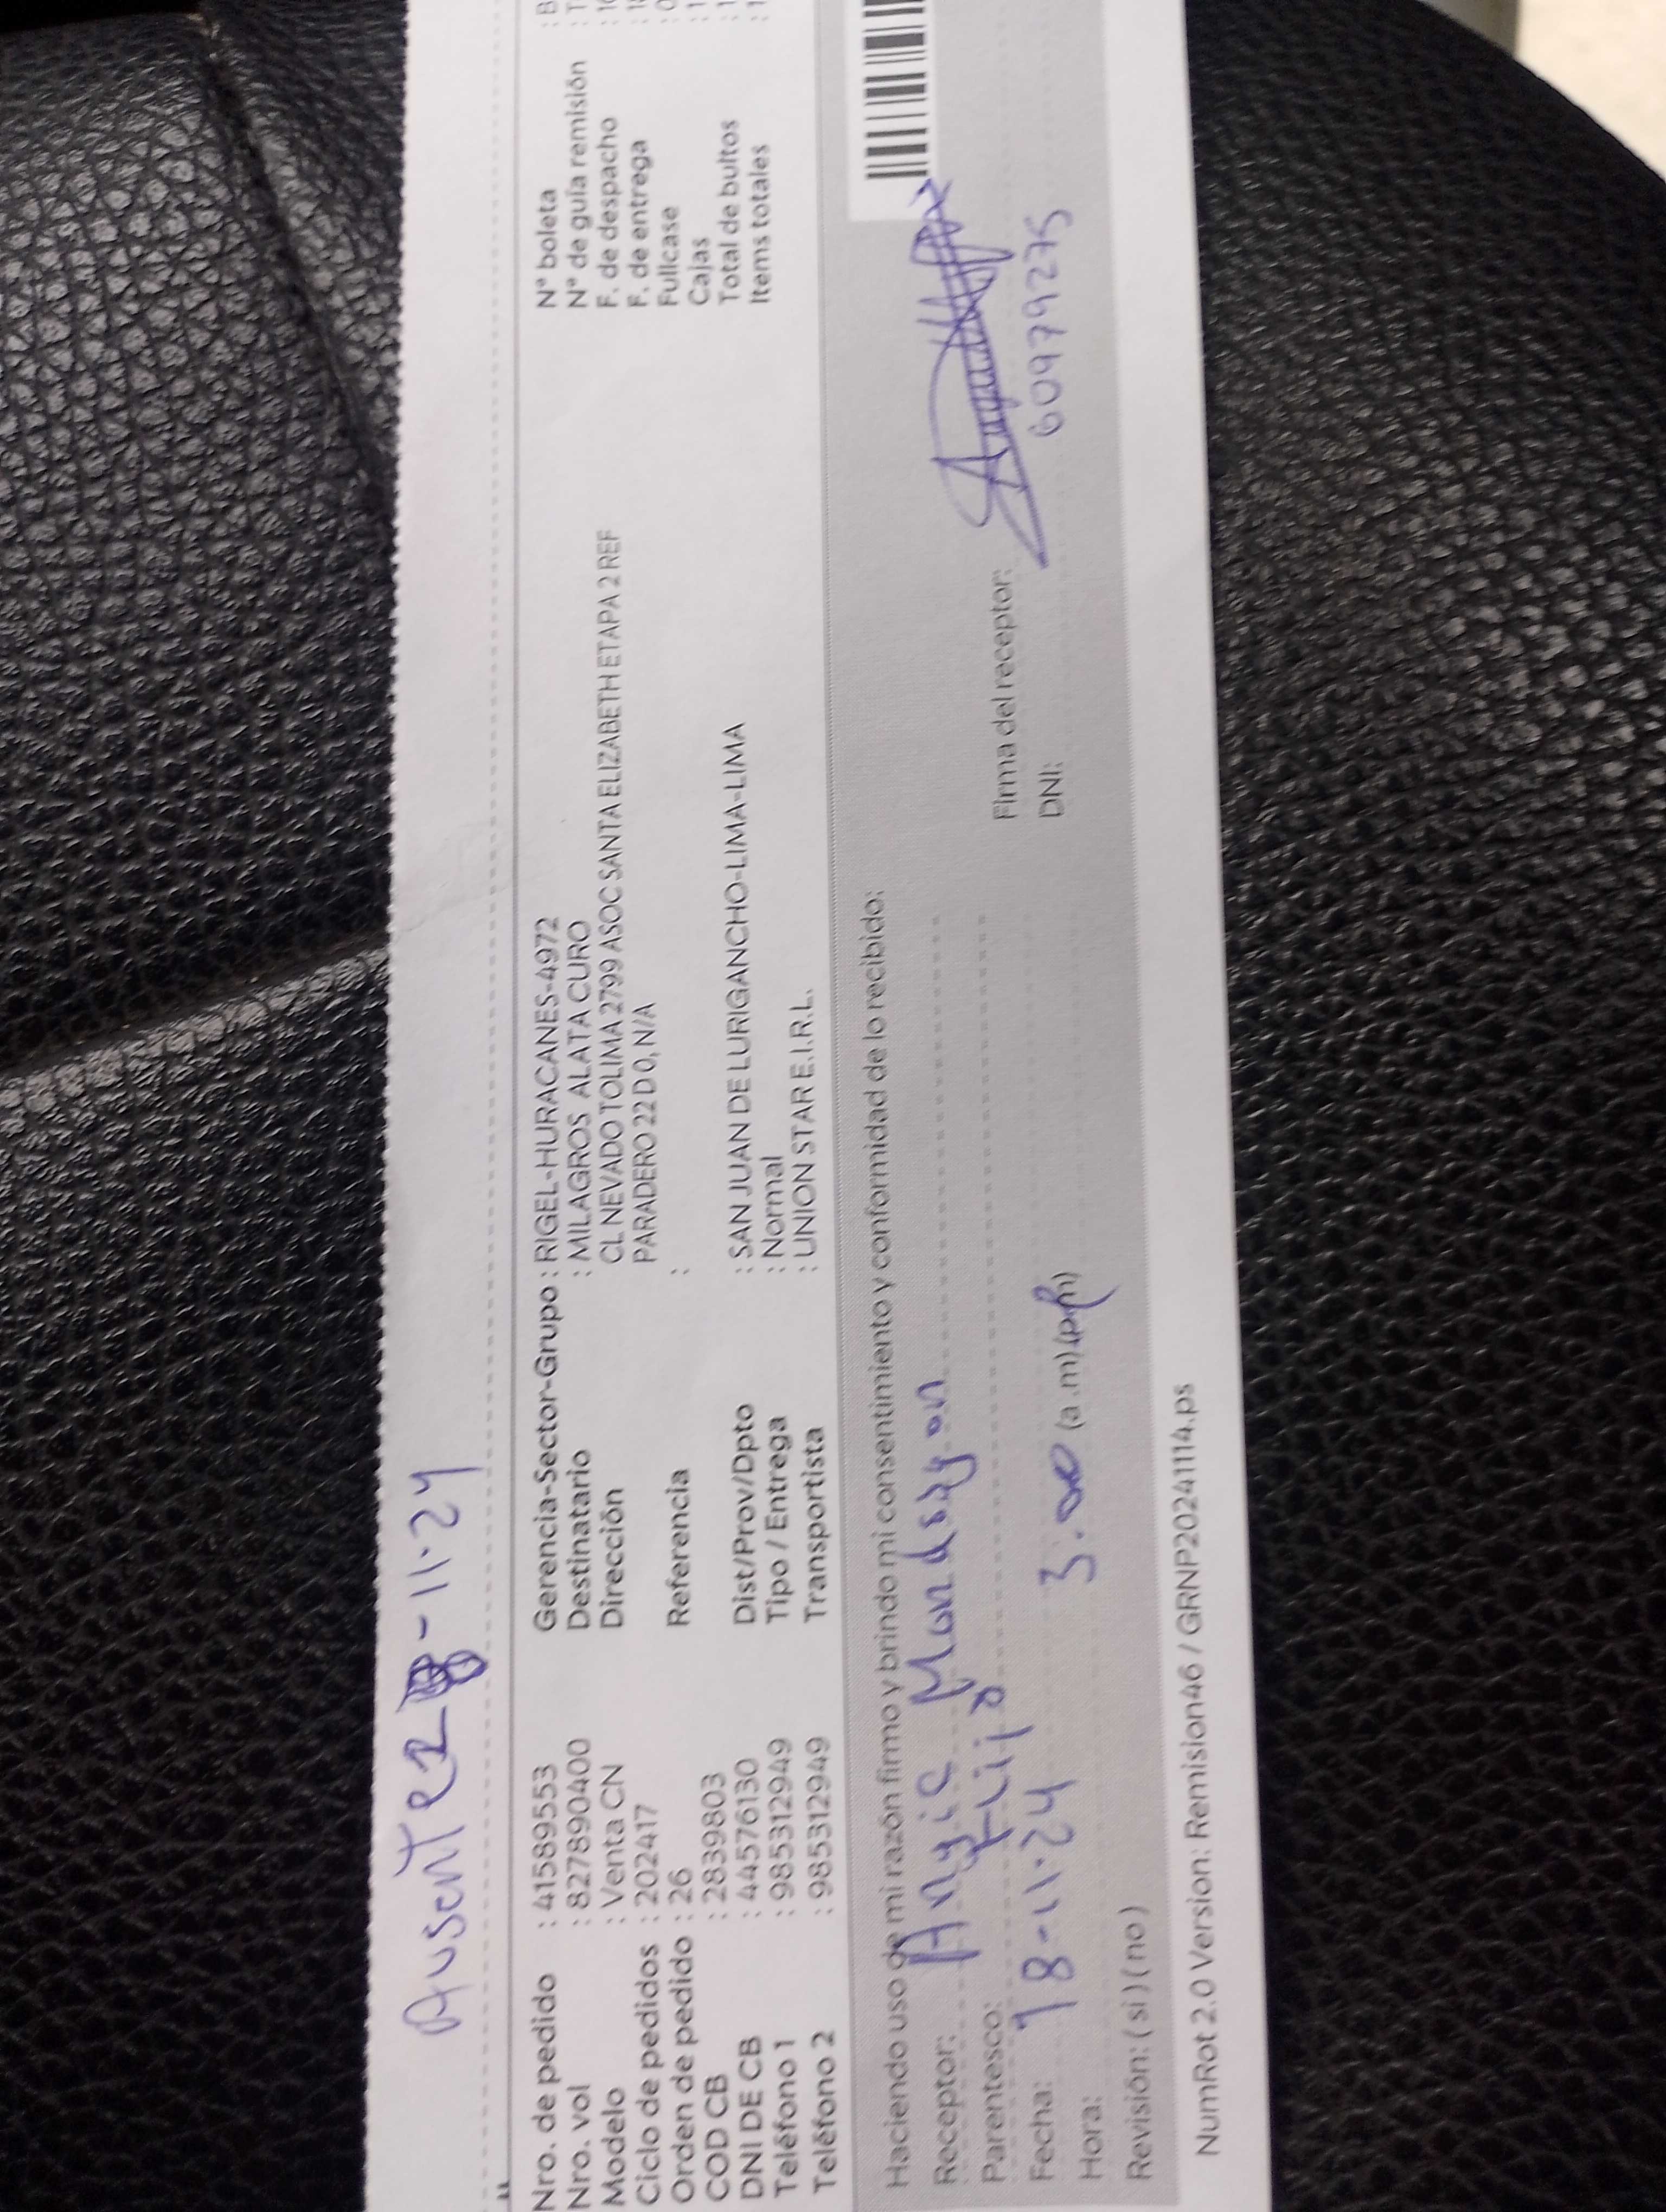 Ausente - 11-24
Nro. de pedido : 41589553 Gerencia-Sector-Grupo : RIGEL-HURACANES-4972 N° boleta : B
Nro. vol : 827890400 Destinatario : MILAGROS ALATA CURO N° de guía remisión : T
Modelo : Venta CN Dirección CL NEVADO TOLIMA 2799 ASOC SANTA ELIZABETH ETAPA 2 REF F. de despacho
Ciclo de pedidos : 202417 PARADERO 22 D 0, N/A F. de entrega
Orden de pedido : 26 Referencia : Fullcase
COD CB : 2839803 Cajas
DNI DE CB : 44576130 Dist/Prov/Dpto : SAN JUAN DE LURIGANCHO-LIMA-LIMA Total de bultos
Teléfono 1 : 985312949 Tipo / Entrega : Normal Items totales
Teléfono 2 : 985312949 Transportista : UNION STAR E.I.R.L.
Haciendo uso de mi razón firmo y brindo mi consentimiento y conformidad de lo recibido:
Receptor: Angie Mondragon
Parentesco: Hija Firma del receptor:
Fecha: 18-11-24 DNI: 60979275
Hora: 3.00 (a.m) (p.m)
Revisión: ( si ) ( no )
NumRot 2.0 Version: Remision46 / GRNP20241114.ps